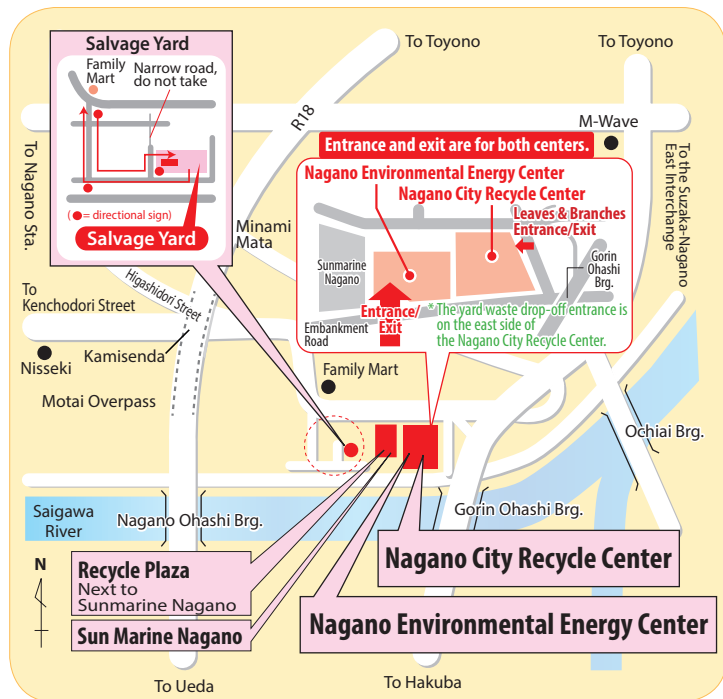 Salvage Yard
Family
Mart
Narrow road,
do not take
(●= directional sign)
Salvage Yard
To Toyono
To Toyono
R18
M-Wave
To Nagano Sta.
To the Suzaka-Nagano
East Interchange
Entrance and exit are for both centers.
Nagano Environmental Energy Center
Nagano City Recycle Center
Leaves & Branches
Entrance/Exit
Sunmarine
Nagano
Gorin
Ohashi
Brg.
Entrance/
Exit
Embankment
Road
* The yard waste drop-off entrance is
on the east side of
the Nagano City Recycle Center.
Minami
Mata
Higashidori Street
To
Kenchodori Street
Nisseki
Kamisenda
Motai Overpass
Family Mart
Ochiai Brg.
Saigawa
River
Nagano Ohashi Brg.
Gorin Ohashi Brg.
N
Recycle Plaza
Next to
Sunmarine Nagano
Sun Marine Nagano
Nagano City Recycle Center
Nagano Environmental Energy Center
To Ueda
To Hakuba